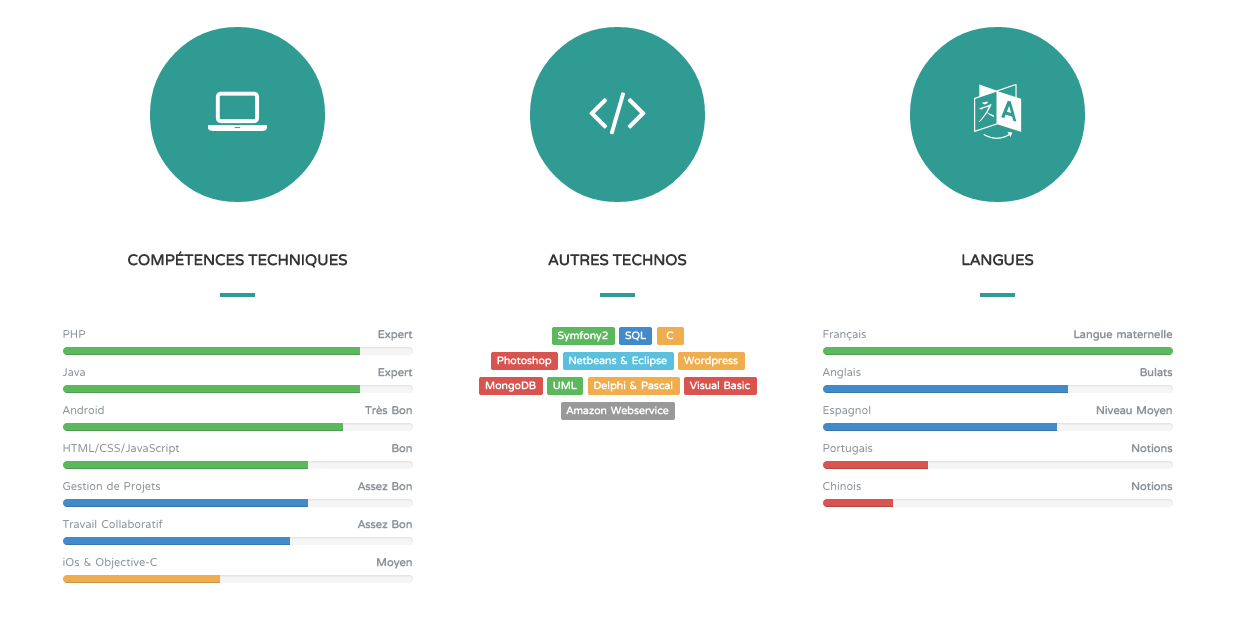 COMPÉTENCES TECHNIQUES
PHP Expert
Java Expert
Android Très Bon
HTML/CSS/JavaScript Bon
Gestion de Projets Assez Bon
Travail Collaboratif Assez Bon
iOs & Objective-C Moyen
AUTRES TECHNOS
Symfony2 SQL C
Photoshop Netbeans & Eclipse Wordpress
MongoDB UML Delphi & Pascal Visual Basic
Amazon Webservice
A
LANGUES
Français Langue maternelle
Anglais Bulats
Espagnol Niveau Moyen
Portugais Notions
Chinois Notions